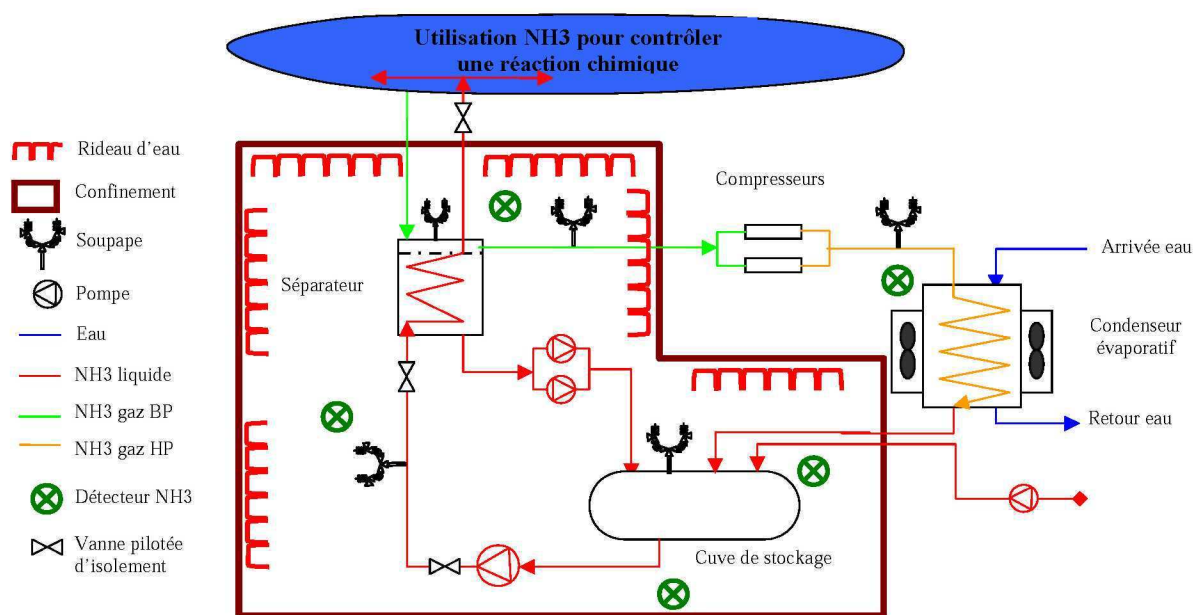 Utilisation NH3 pour contrôler
une réaction chimique
Rideau d'eau
Confinement
Soupape
Pompe
Eau
NH3 liquide
NH3 gaz BP
NH3 gaz HP
Détecteur NH3
Vanne pilotée
d'isolement
Séparateur
Compresseurs
Arrivée eau
Condenseur
évaporatif
Retour eau
Cuve de stockage